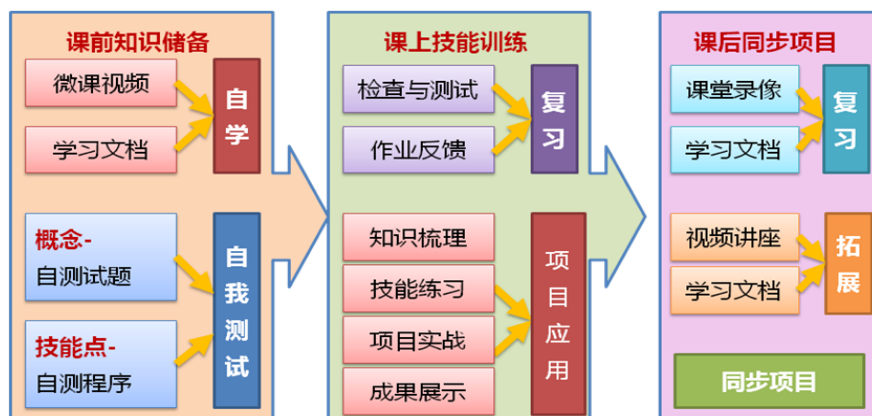 课前知识储备
微课视频
学习文档
自学
概念-
自测试题
技能点-
自测程序
自我测试
课上技能训练
检查与测试
作业反馈
复习
知识梳理
技能练习
项目实战
成果展示
项目应用
课后同步项目
课堂录像
学习文档
复习
视频讲座
学习文档
拓展
同步项目